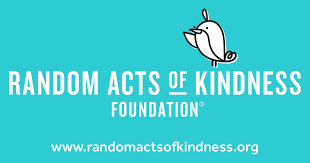 RANDOM ACTS OF KINDNESS
FOUNDATION®
www.randomactsofkindness.org